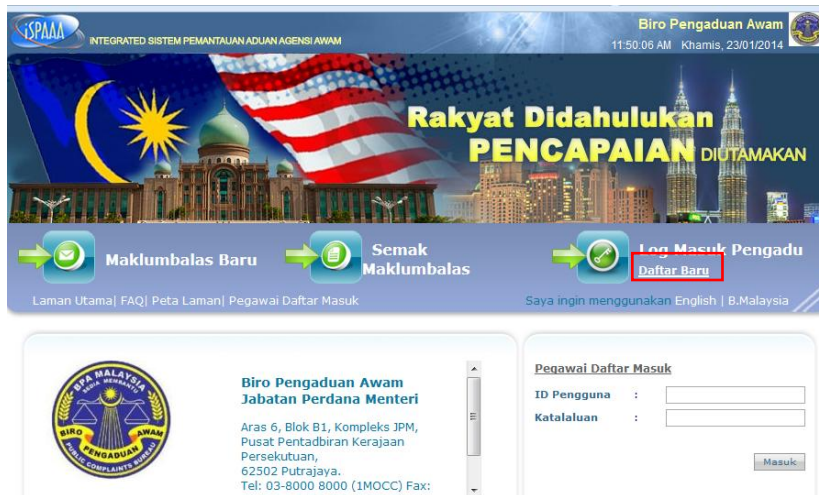 iSPAAA
INTEGRATED SISTEM PEMANTAUAN ADUAN AGENSI AWAM
Biro Pengaduan Awam
11:50:06 AM Khamis, 23/01/2014
Rakyat Didahulukan
PENCAPAIAN DIUTAMAKAN
Maklumbalas Baru
Semak
Maklumbalas
Log Masuk Pengadu
Daftar Baru
Laman Utama| FAQ| Peta Laman| Pegawai Daftar Masuk
Saya ingin menggunakan English | B.Malaysia
BPA MALAYSIA
SEDIA MEMBANTU
BIRO PENGADUAN AWAM
PUBLIC COMPLAINTS BUREAU
Biro Pengaduan Awam
Jabatan Perdana Menteri
Aras 6, Blok B1, Kompleks JPM,
Pusat Pentadbiran Kerajaan
Persekutuan,
62502 Putrajaya.
Tel: 03-8000 8000 (1MOCC) Fax:
Pegawai Daftar Masuk
ID Pengguna :
Katalaluan :
Masuk